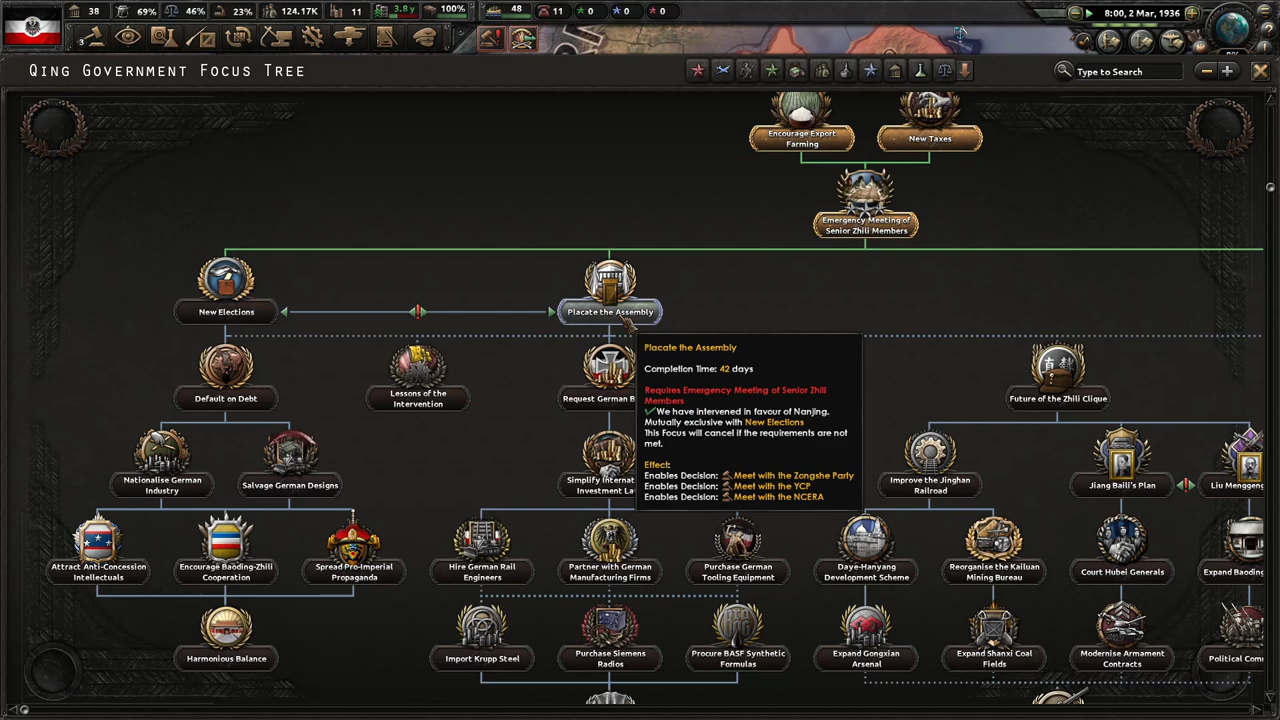 38
69%
46%
23%
124.17K
11
3.8 y
100%
48
11
0
0
0
8:00, 2 Mar, 1936
3
Qing Government Focus Tree
Type to Search
Encourage Export
Farming
New Taxes
Emergency Meeting of
Senior Zhili Members
New Elections
Placate the Assembly
Placate the Assembly
Completion Time: 42 days
Requires Emergency Meeting of Senior Zhili
Members
We have intervened in favour of Nanjing.
Mutually exclusive with New Elections
This Focus will cancel if the requirements are not
met.
Effect:
Enables Decision: Meet with the Zongshe Party
Enables Decision: Meet with the YCP
Enables Decision: Meet with the NCERA
Default on Debt
Lessons of the
Intervention
Request German B
Future of the Zhili Clique
Nationalise German
Industry
Salvage German Designs
Simplify Internat
Investment La
Improve the Jinghan
Railroad
Jiang Baili's Plan
Liu Menggeng
Attract Anti-Concession
Intellectuals
Encourage Baoding-Zhili
Cooperation
Spread Pro-Imperial
Propaganda
Hire German Rail
Engineers
Partner with German
Manufacturing Firms
Purchase German
Tooling Equipment
Daye-Hanyang
Development Scheme
Reorganise the Kailuan
Mining Bureau
Court Hubei Generals
Expand Baoding
Harmonious Balance
Import Krupp Steel
Purchase Siemens
Radios
Procure BASF Synthetic
Formulas
Expand Gongxian
Arsenal
Expand Shanxi Coal
Fields
Modernise Armament
Contracts
Political Com